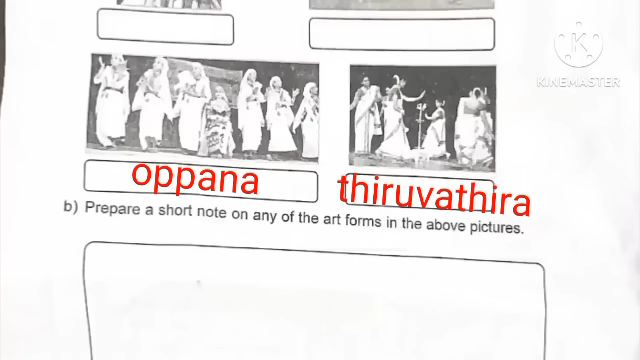 KINEMASTER
oppana
thiruvathira
b) Prepare a short note on any of the art forms in the above pictures.